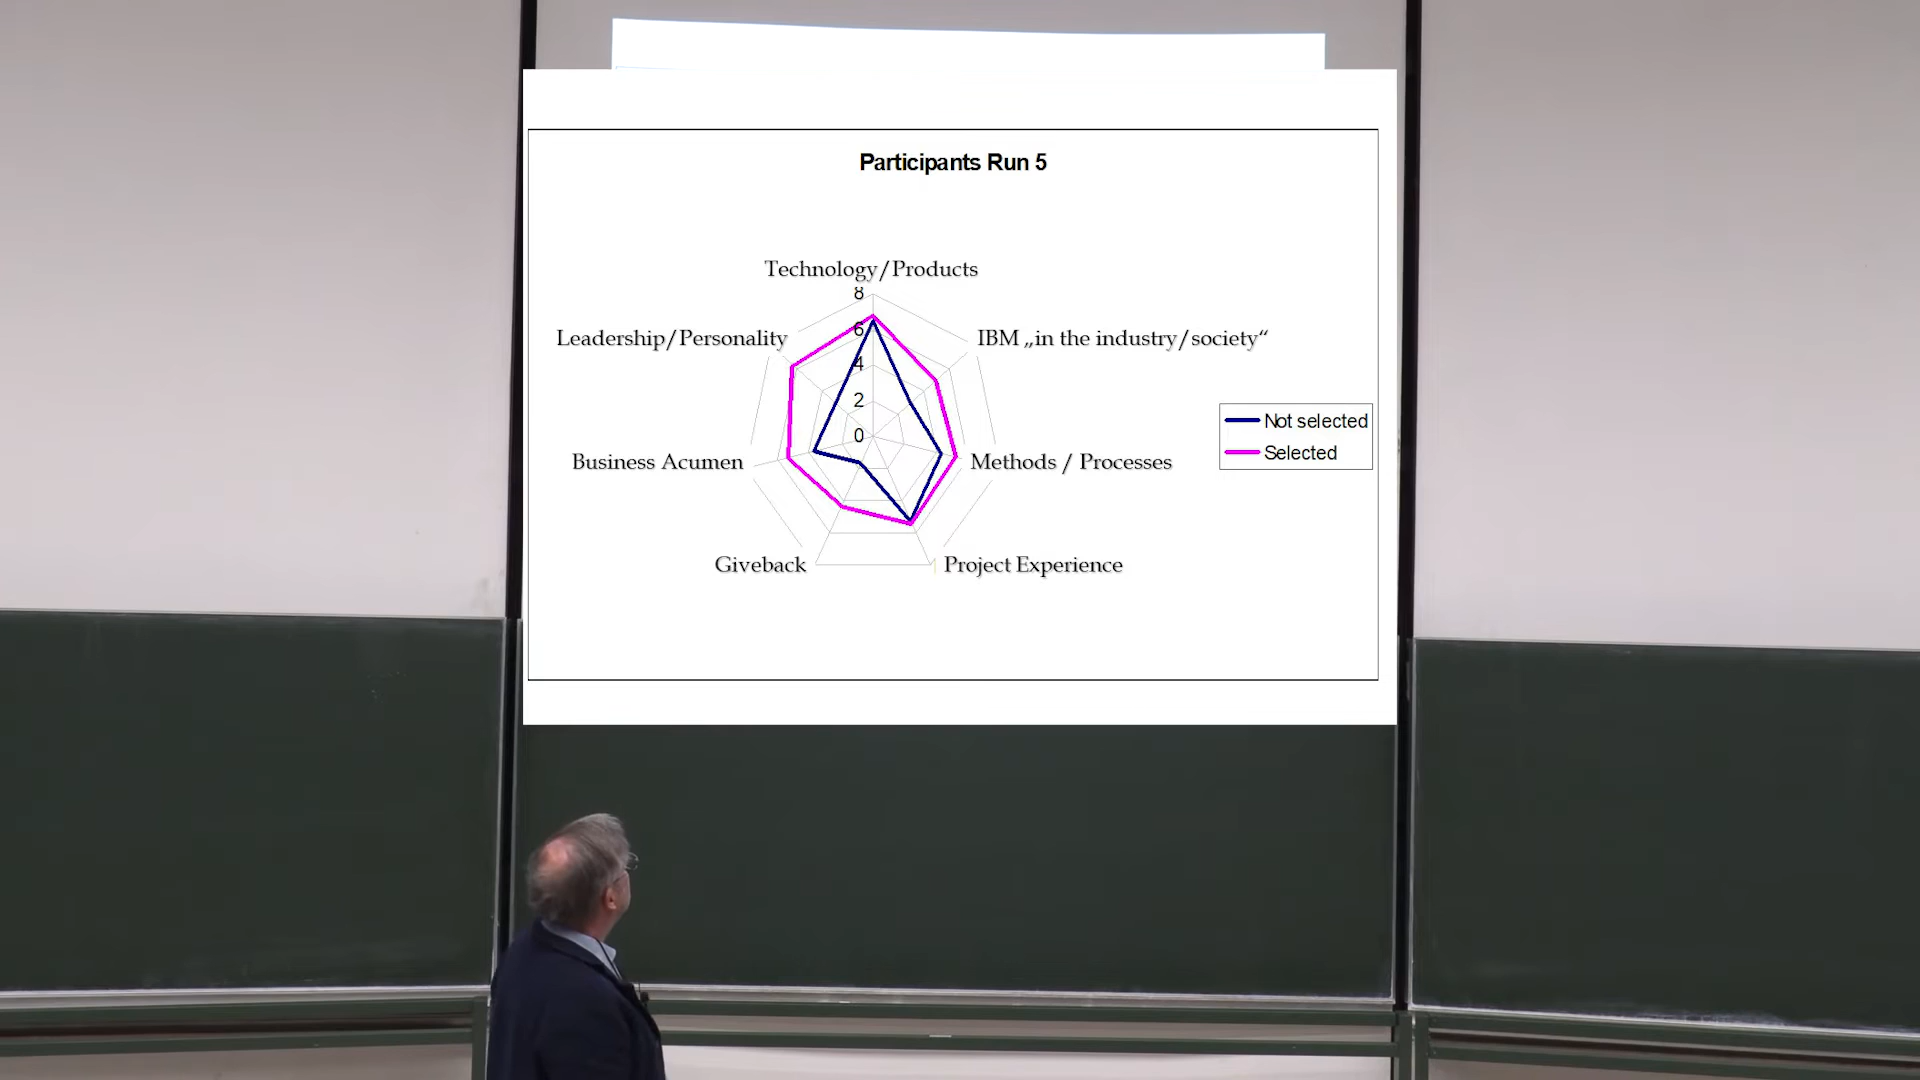 Participants Run 5
Technology/Products
8
Leadership/Personality
6
IBM „in the industry/society“
4
2
Not selected
0
Selected
Business Acumen
Methods / Processes
Giveback
Project Experience